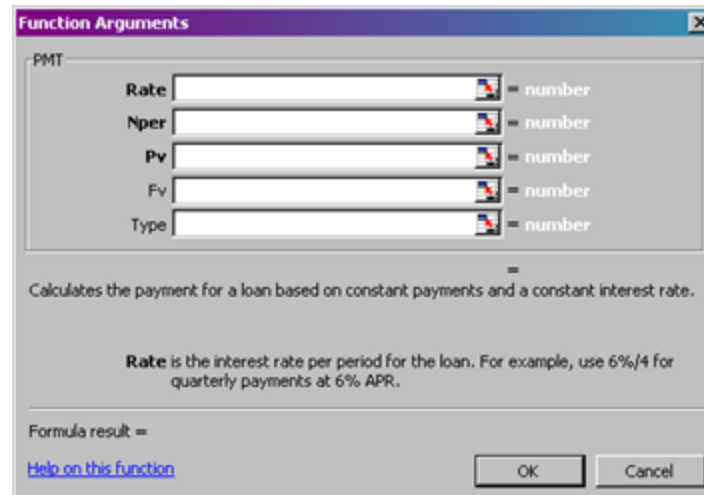 Function Arguments
PMT
Rate = number
Nper = number
Pv = number
Fv = number
Type = number
=
Calculates the payment for a loan based on constant payments and a constant interest rate.
Rate is the interest rate per period for the loan. For example, use 6%/4 for
quarterly payments at 6% APR.
Formula result =
Help on this function OK Cancel